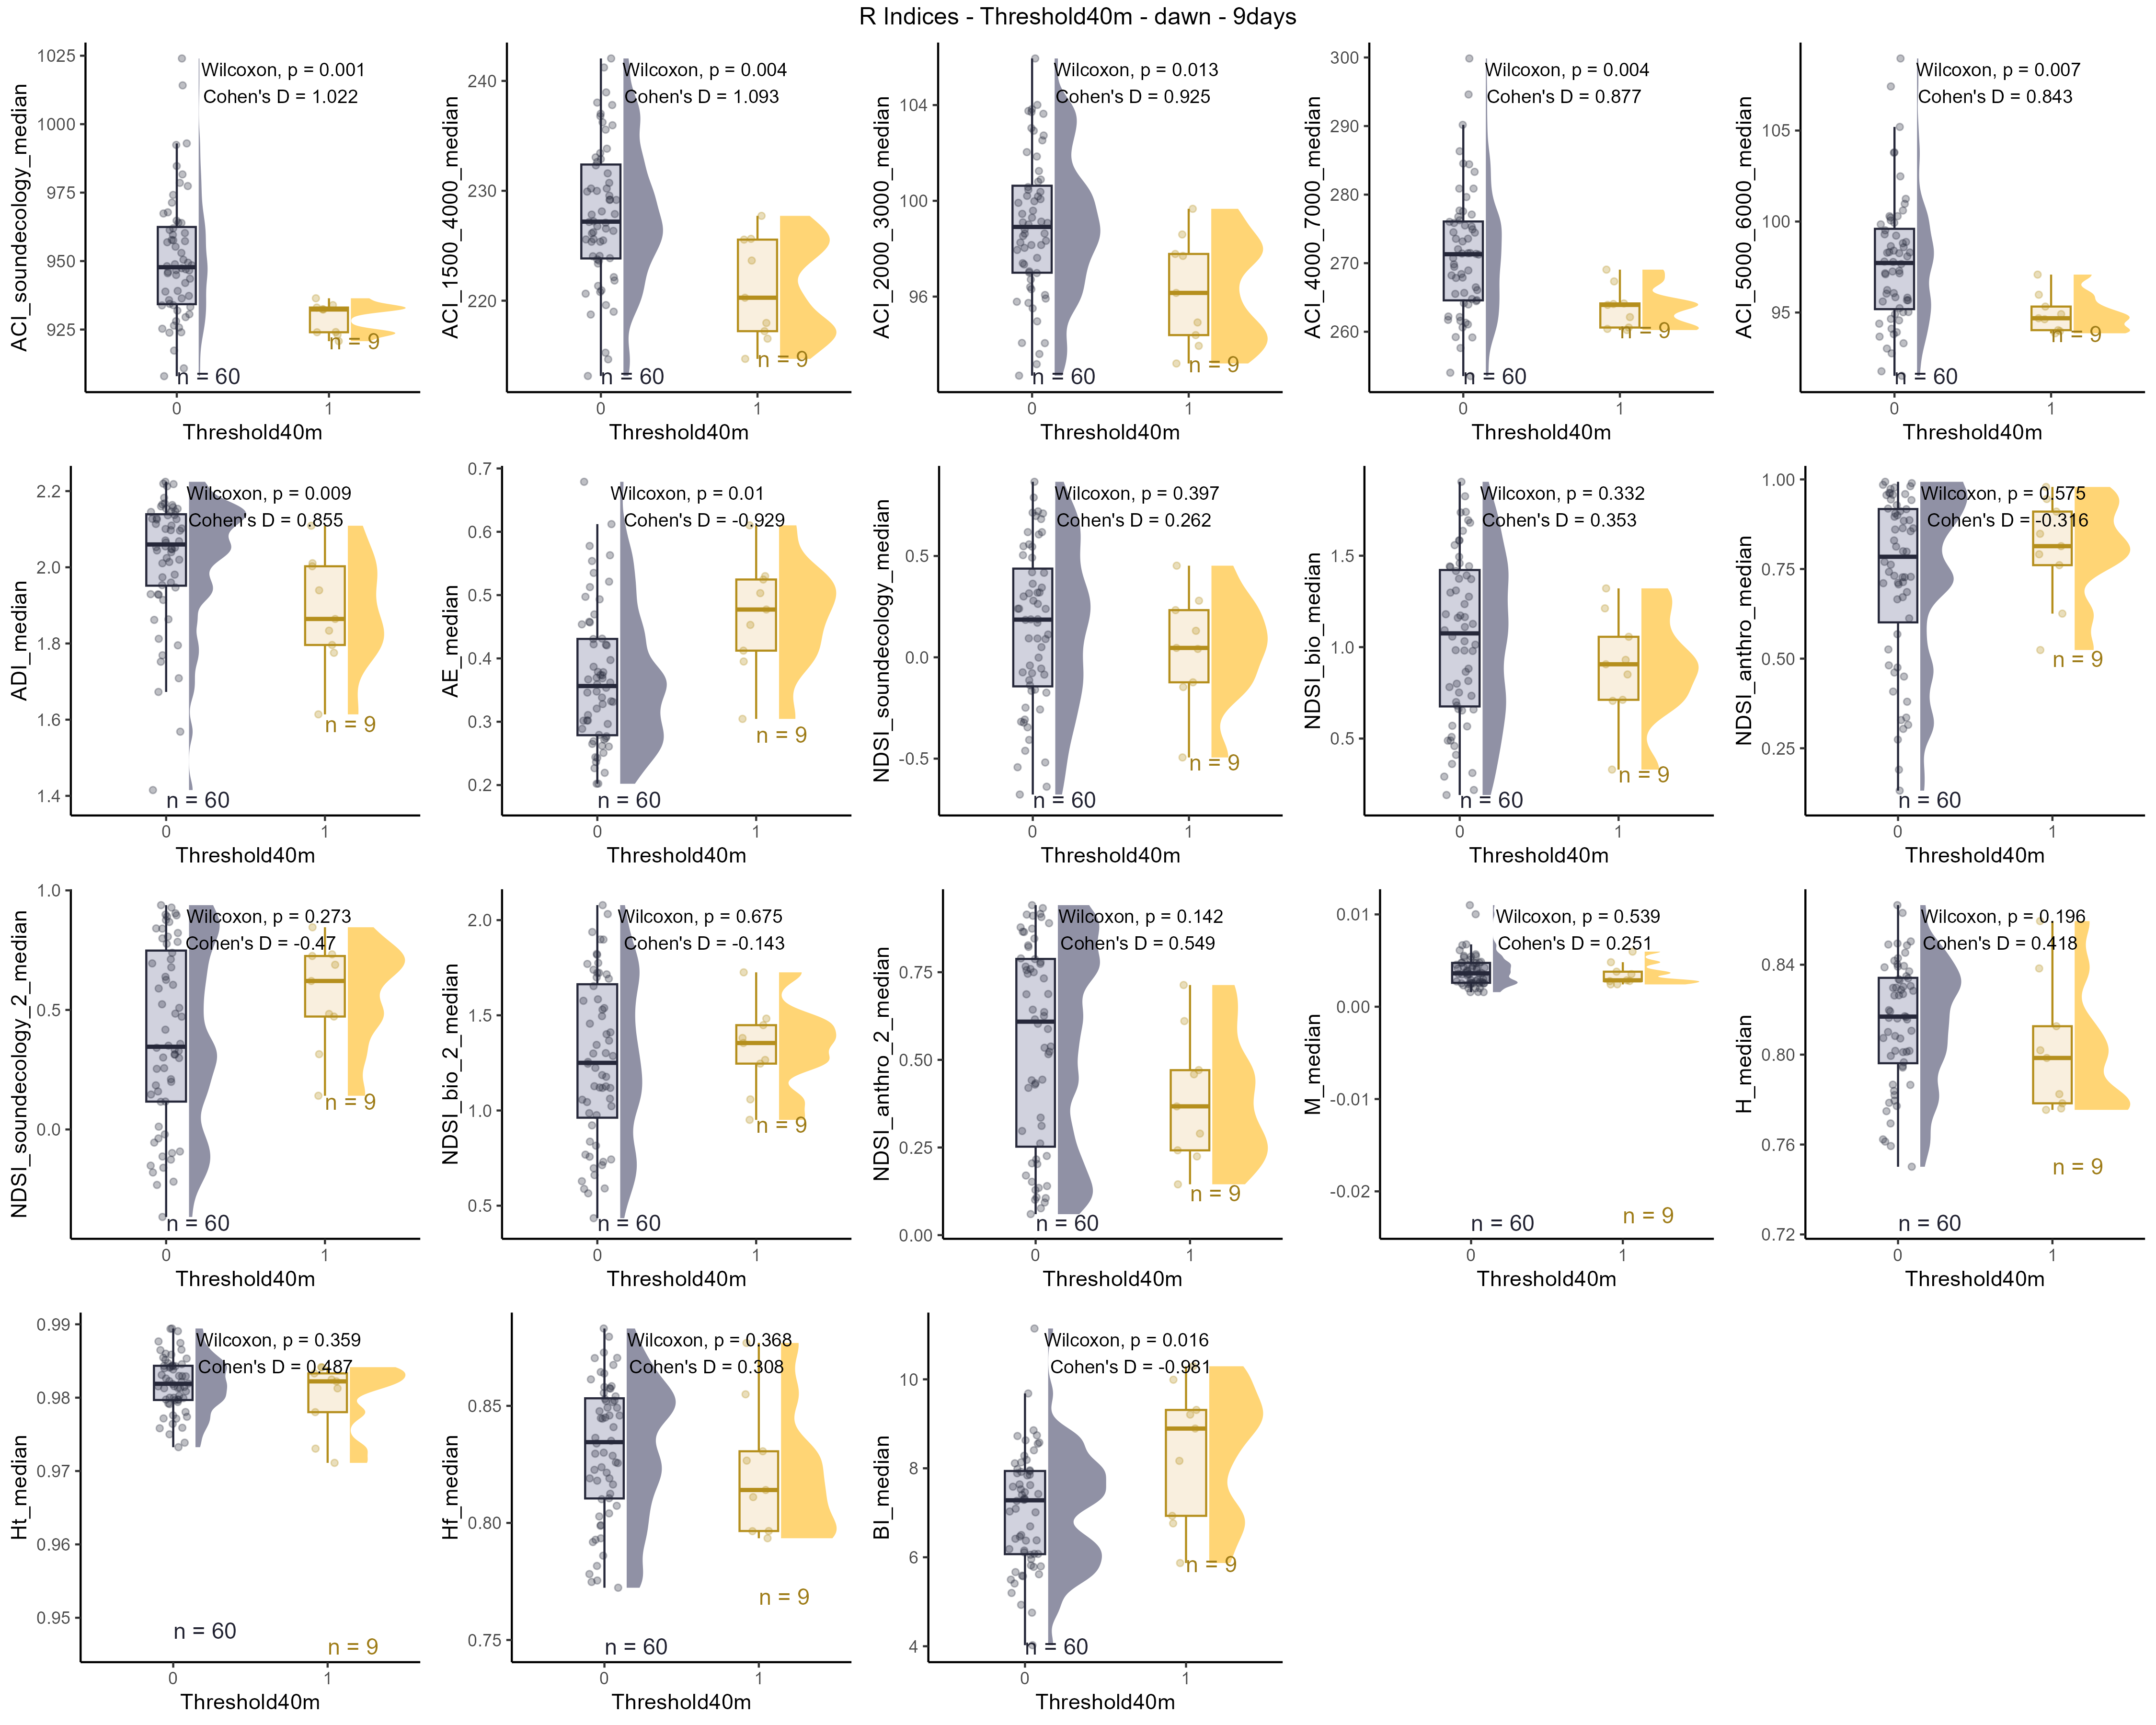 R Indices - Threshold40m - dawn - 9days
ACI_soundecology_median
1025
1000
975
950
925
Wilcoxon, p = 0.001
Cohen's D = 1.022
n = 60
n = 9
0
1
Threshold40m
ACI_1500_4000_median
240
230
220
Wilcoxon, p = 0.004
Cohen's D = 1.093
n = 60
n = 9
0
1
Threshold40m
ACI_2000_3000_median
104
100
96
Wilcoxon, p = 0.013
Cohen's D = 0.925
n = 60
n = 9
0
1
Threshold40m
ACI_4000_7000_median
300
290
280
270
260
Wilcoxon, p = 0.004
Cohen's D = 0.877
n = 60
n = 9
0
1
Threshold40m
ACI_5000_6000_median
105
100
95
Wilcoxon, p = 0.007
Cohen's D = 0.843
n = 60
n = 9
0
1
Threshold40m
ADI_median
2.2
2.0
1.8
1.6
1.4
Wilcoxon, p = 0.009
Cohen's D = 0.855
n = 60
n = 9
0
1
Threshold40m
AE_median
0.7
0.6
0.5
0.4
0.3
0.2
Wilcoxon, p = 0.01
Cohen's D = -0.929
n = 60
n = 9
0
1
Threshold40m
NDSI_soundecology_median
0.5
0.0
-0.5
Wilcoxon, p = 0.397
Cohen's D = 0.262
n = 60
n = 9
0
1
Threshold40m
NDSI_bio_median
1.5
1.0
0.5
Wilcoxon, p = 0.332
Cohen's D = 0.353
n = 60
n = 9
0
1
Threshold40m
NDSI_anthro_median
1.00
0.75
0.50
0.25
Wilcoxon, p = 0.575
Cohen's D = -0.316
n = 60
n = 9
0
1
Threshold40m
NDSI_soundecology_2_median
1.0
0.5
0.0
Wilcoxon, p = 0.273
Cohen's D = -0.47
n = 60
n = 9
0
1
Threshold40m
NDSI_bio_2_median
2.0
1.5
1.0
0.5
Wilcoxon, p = 0.675
Cohen's D = -0.143
n = 60
n = 9
0
1
Threshold40m
NDSI_anthro_2_median
0.75
0.50
0.25
0.00
Wilcoxon, p = 0.142
Cohen's D = 0.549
n = 60
n = 9
0
1
Threshold40m
M_median
0.01
0.00
-0.01
-0.02
Wilcoxon, p = 0.539
Cohen's D = 0.251
n = 60
n = 9
0
1
Threshold40m
H_median
0.84
0.80
0.76
0.72
Wilcoxon, p = 0.196
Cohen's D = 0.418
n = 60
n = 9
0
1
Threshold40m
Ht_median
0.99
0.98
0.97
0.96
0.95
Wilcoxon, p = 0.359
Cohen's D = 0.487
n = 60
n = 9
0
1
Threshold40m
Hf_median
0.85
0.80
0.75
Wilcoxon, p = 0.368
Cohen's D = 0.308
n = 60
n = 9
0
1
Threshold40m
BI_median
10
8
6
4
Wilcoxon, p = 0.016
Cohen's D = -0.981
n = 60
n = 9
0
1
Threshold40m